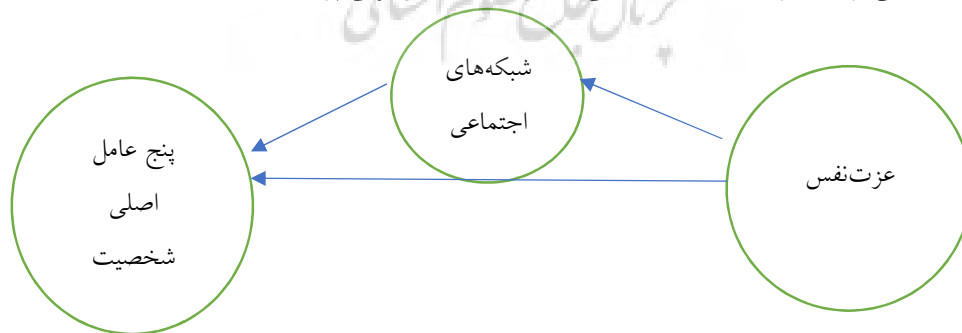 شبکه‌های
اجتماعی
عزت‌نفس
پنج عامل
اصلی
شخصیت